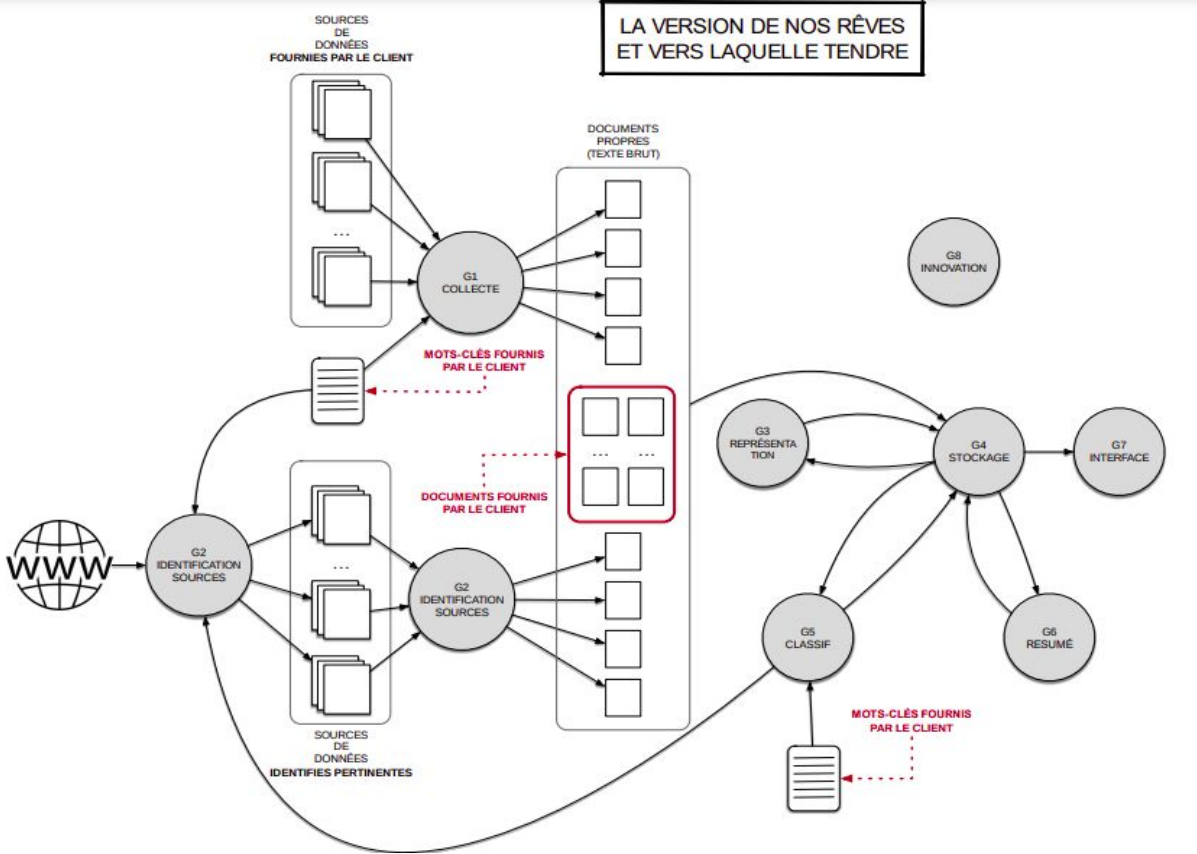 LA VERSION DE NOS RÊVES
ET VERS LAQUELLE TENDRE
SOURCES
DE
DONNÉES
FOURNIES PAR LE CLIENT
...
DOCUMENTS
PROPRES
(TEXTE BRUT)
G1
COLLECTE
G8
INNOVATION
MOTS-CLÉS FOURNIS
PAR LE CLIENT
... ...
DOCUMENTS FOURNIS
PAR LE CLIENT
G3
REPRÉSENTA
TION
G4
STOCKAGE
G7
INTERFACE
WWW
G2
IDENTIFICATION
SOURCES
...
G2
IDENTIFICATION
SOURCES
G5
CLASSIF
G6
RESUMÉ
SOURCES
DE
DONNÉES
IDENTIFIES PERTINENTES
MOTS-CLÉS FOURNIS
PAR LE CLIENT